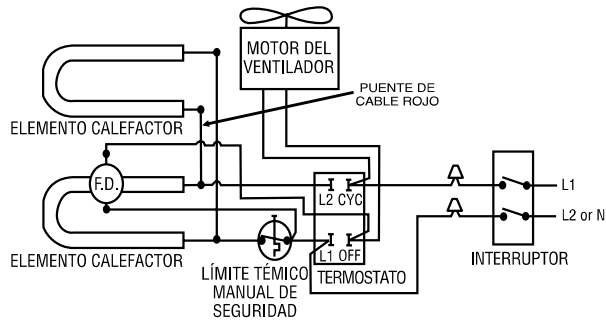 MOTOR DEL
VENTILADOR
PUENTE DE
CABLE ROJO
ELEMENTO CALEFACTOR
F.D.
L2 CYC
L1
L2 or N
L1 OFF
ELEMENTO CALEFACTOR
LÍMITE TÉMICO
MANUAL DE
SEGURIDAD
TERMOSTATO
INTERRUPTOR